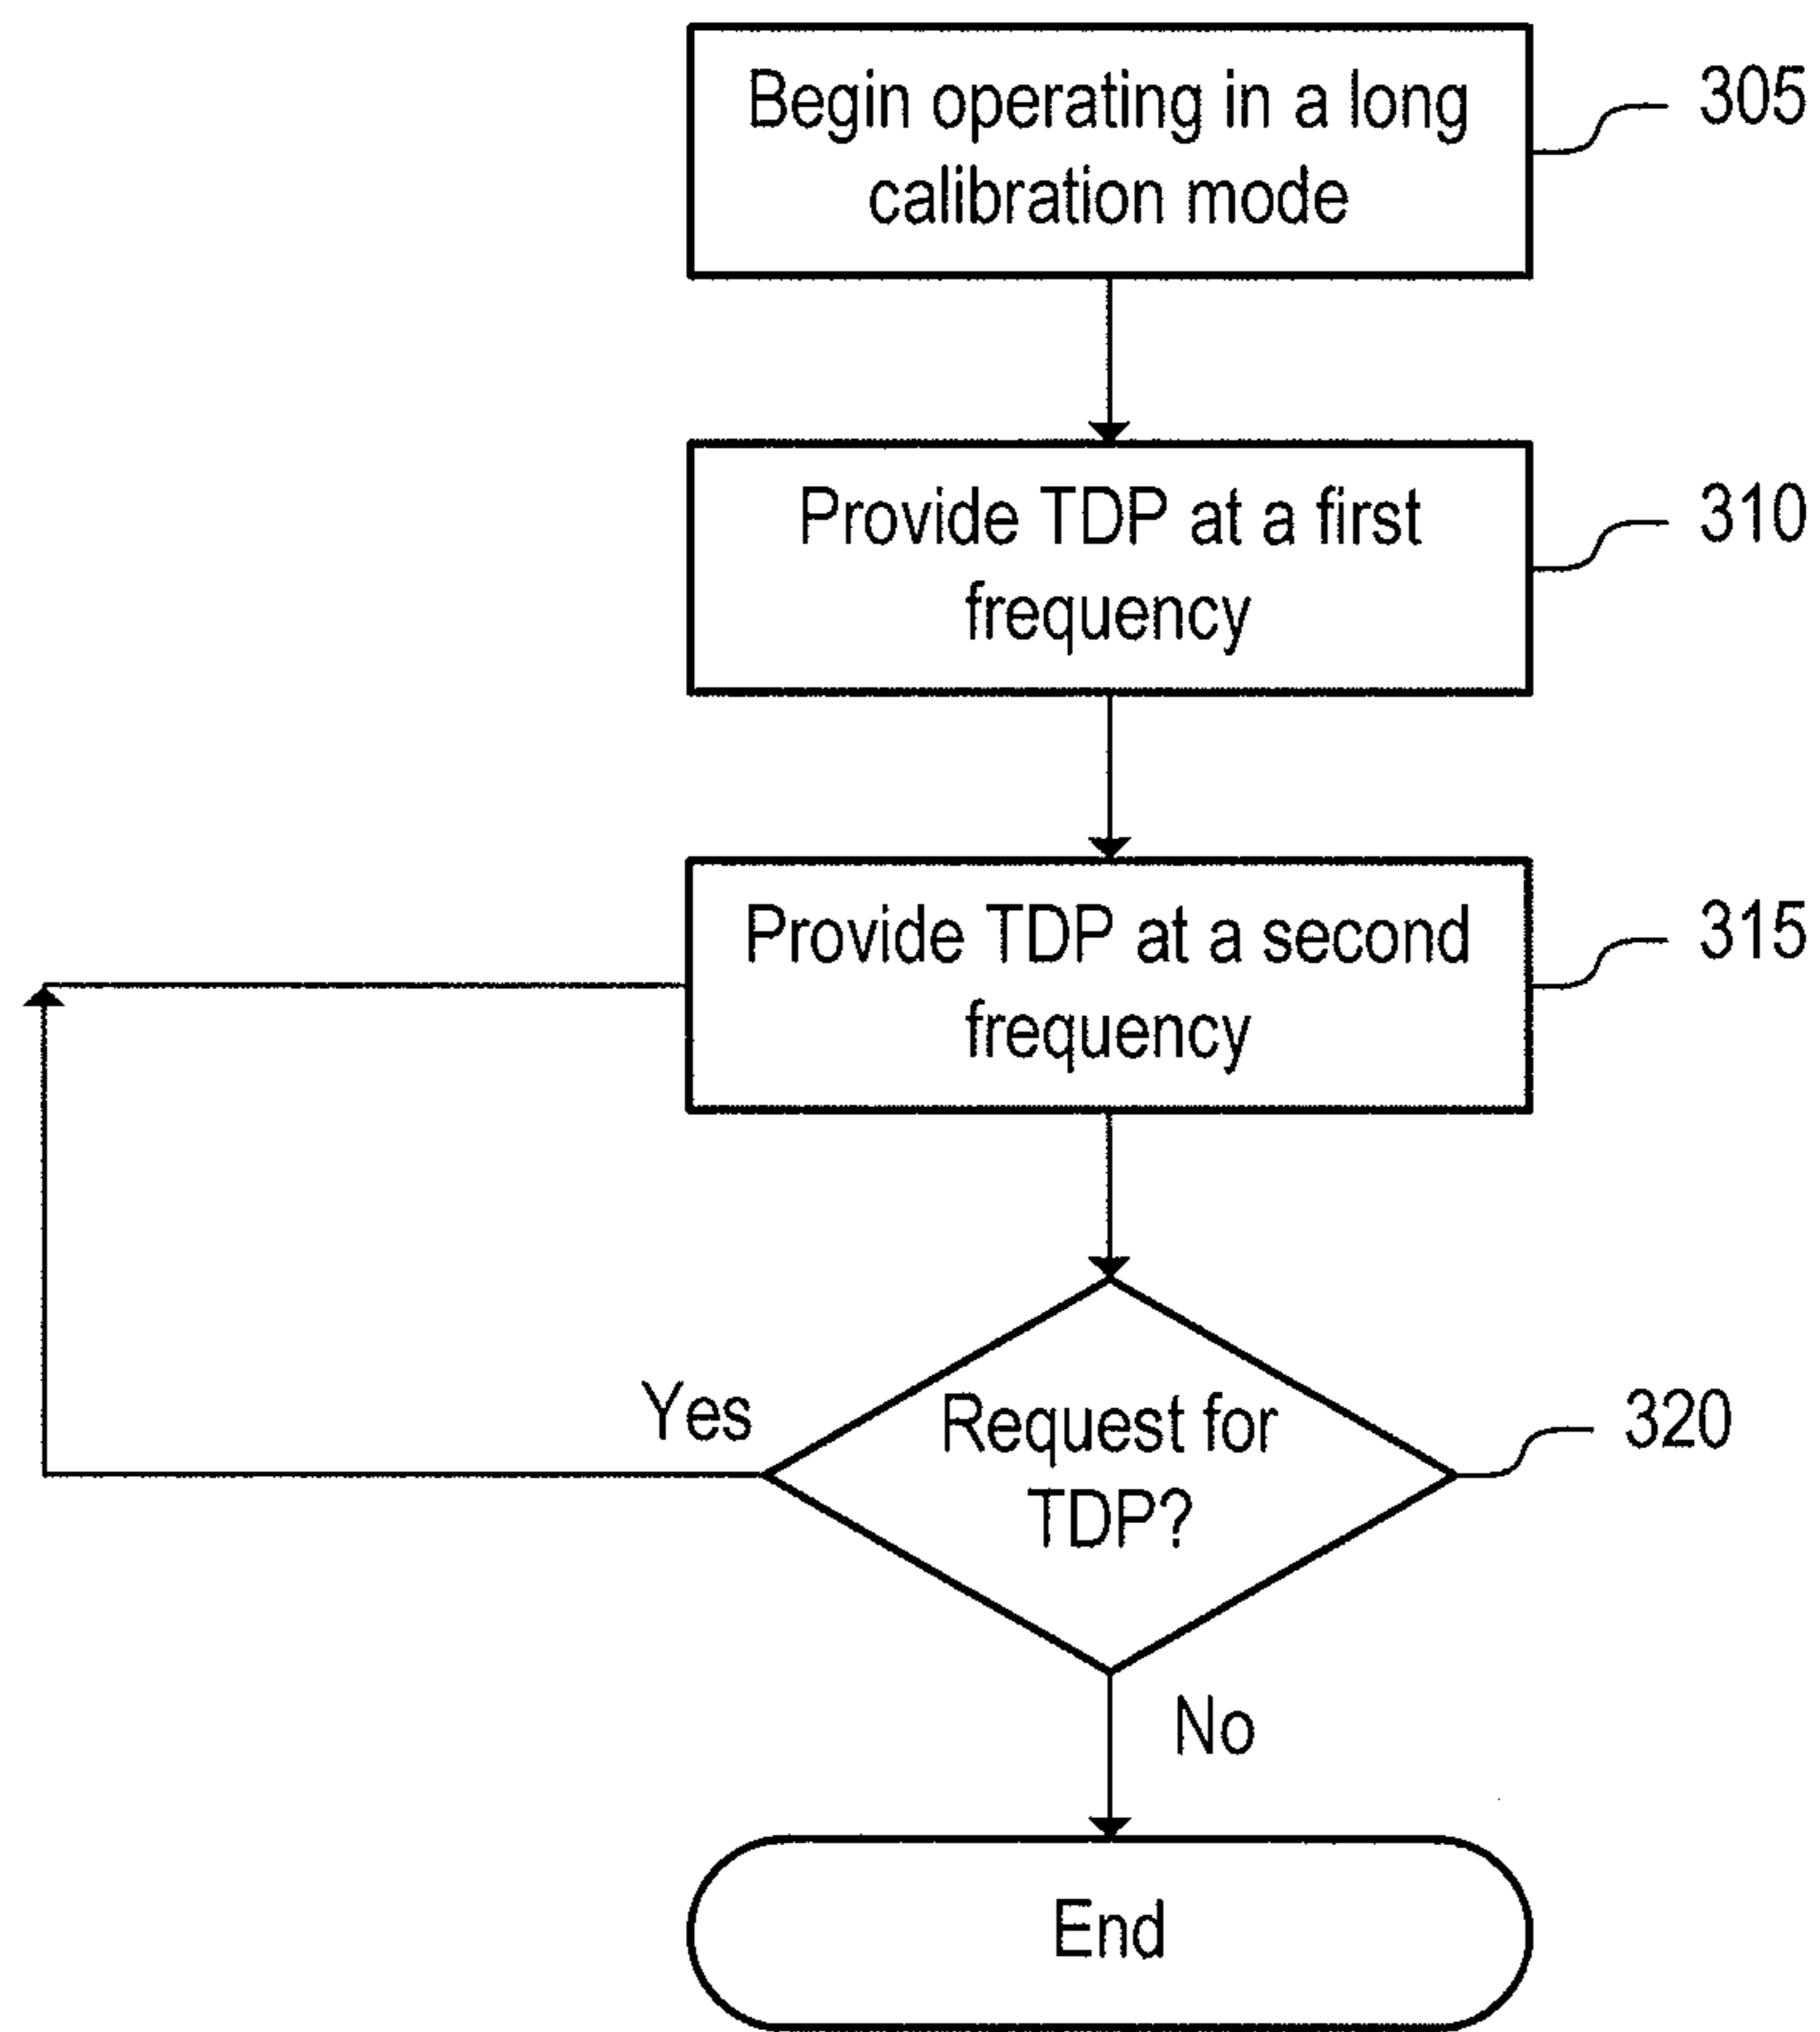 Begin operating in a long
calibration mode
305
Provide TDP at a first
frequency
310
Provide TDP at a second
frequency
315
Yes
Request for
TDP?
320
No
End